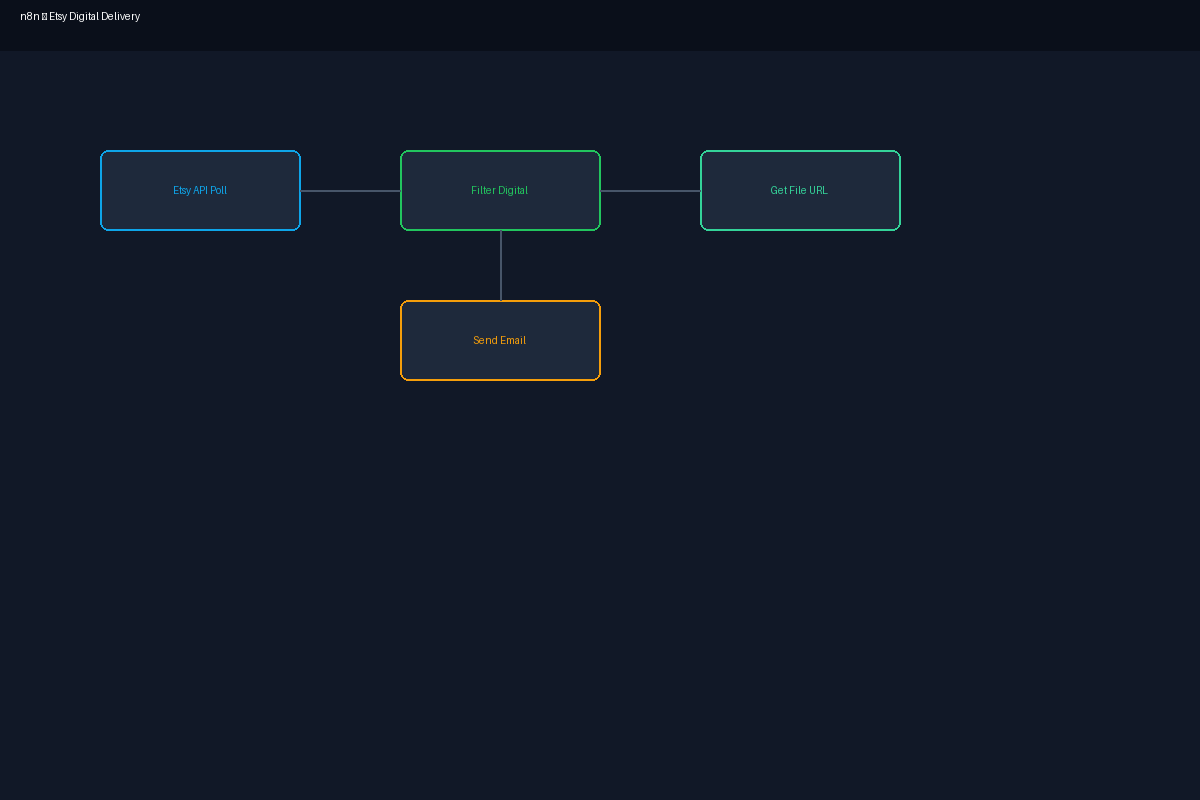 n8n Etsy Digital Delivery
Etsy API Poll
Filter Digital
Get File URL
Send Email